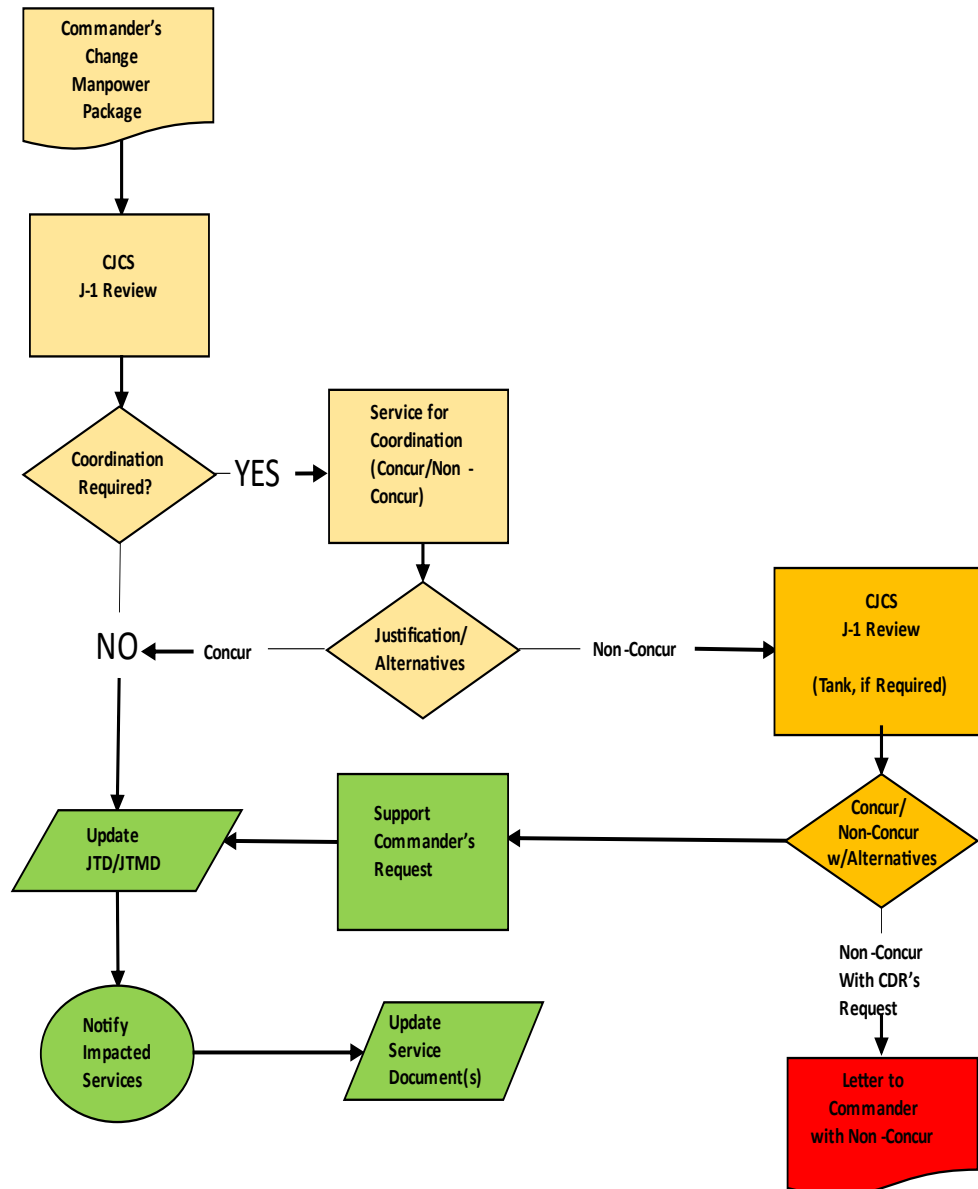 Commander's
Change
Manpower
Package
CJCS
J-1 Review
Coordination
Required?
YES
Service for
Coordination
(Concur/Non -
Concur)
Justification/
Alternatives
NO
Concur
Non -Concur
CJCS
J-1 Review
(Tank, if Required)
Concur/
Non-Concur
w/Alternatives
Support
Commander's
Request
Update
JTD/JTMD
Non -Concur
With CDR's
Request
Notify
Impacted
Services
Update
Service
Document(s)
Letter to
Commander
with Non -Concur